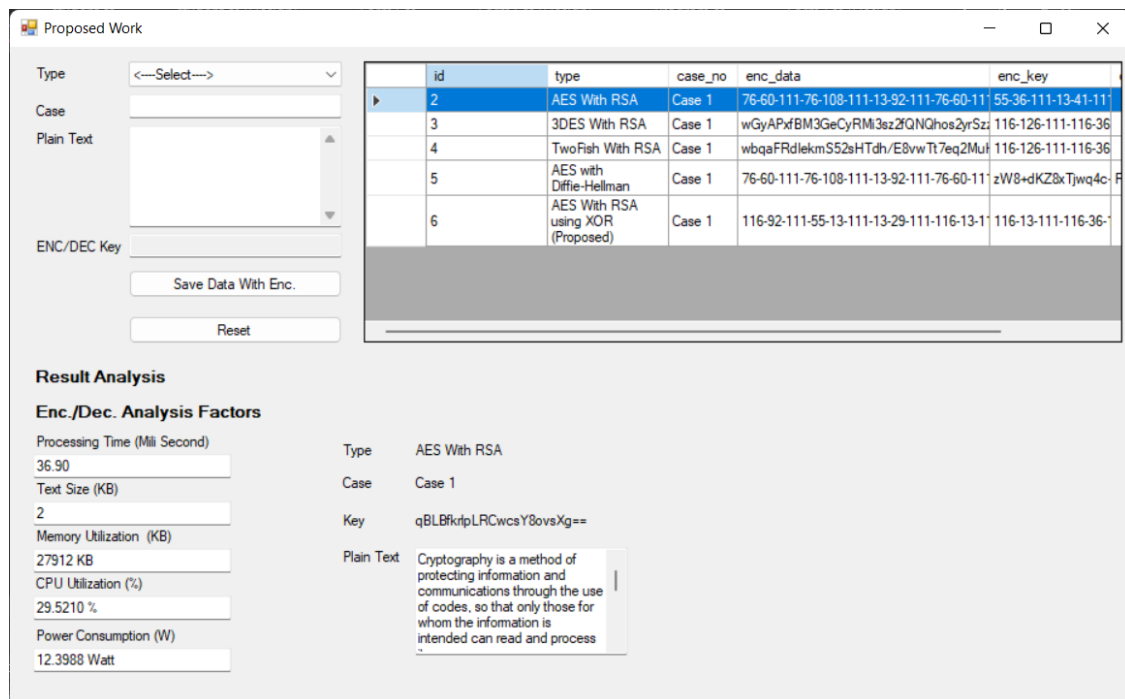 Proposed Work
Type
<----Select---->
Case
Plain Text
ENC/DEC Key
Save Data With Enc.
Reset
id type case_no enc_data enc_key
2 AES With RSA Case 1 76-60-111-76-108-111-13-92-111-76-60-111 55-36-111-13-41-111
3 3DES With RSA Case 1 116-126-111-116-36
4 TwoFish With RSA Case 1 116-126-111-116-36
5 AES with Case 1 76-60-111-76-108-111-13-92-111-76-60-111 zW8+dKZ8xTjwq4c-
Diffie-Hellman
6 AES With RSA Case 1 116-92-111-55-13-111-13-29-111-116-13-11 116-13-111-116-36-
using XOR
(Proposed)
Result Analysis
Enc./Dec. Analysis Factors
Processing Time (Mili Second)
36.90
Text Size (KB)
2
Memory Utilization (KB)
27912 KB
CPU Utilization (%)
29.5210 %
Power Consumption (W)
12.3988 Watt
Type AES With RSA
Case Case 1
Key
Plain Text
Cryptography is a method of
protecting information and
communications through the use
of codes, so that only those for
whom the information is
intended can read and process